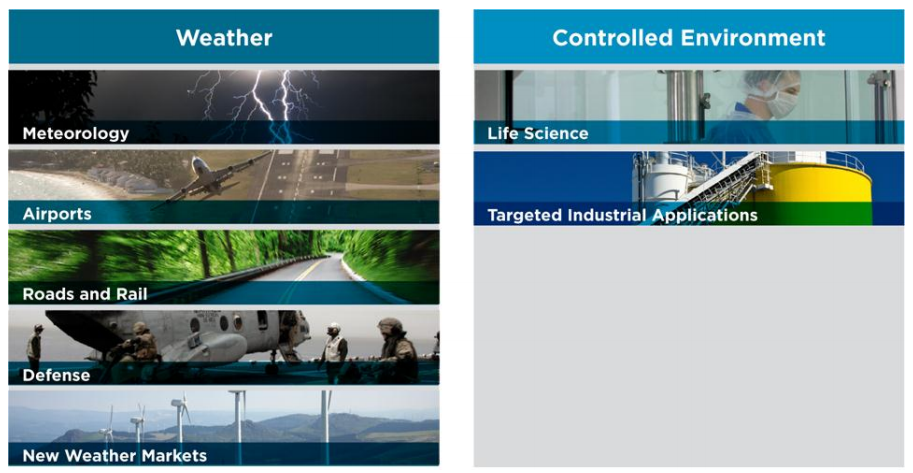 Weather
Meteorology
Airports
Roads and Rail
Defense
New Weather Markets
Controlled Environment
Life Science
Targeted Industrial Applications